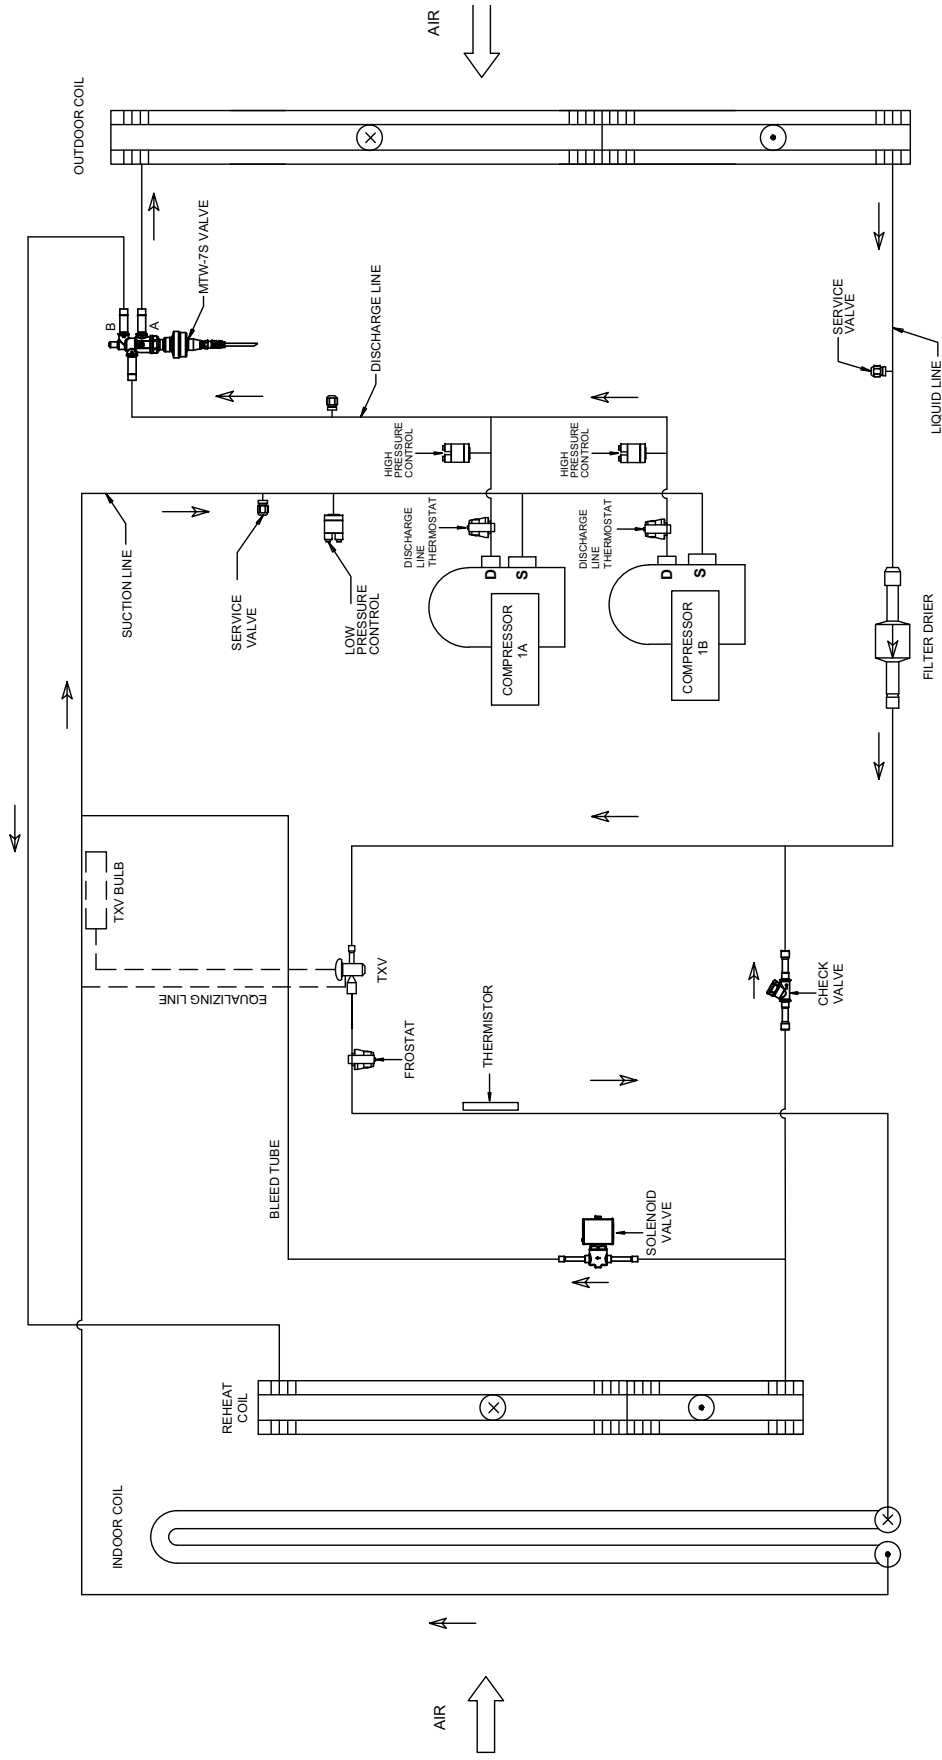 AIR
OUTDOOR COIL
B
A
MTW-7S VALVE
DISCHARGE LINE
SERVICE
VALVE
LIQUID LINE
HIGH
PRESSURE
CONTROL
HIGH
PRESSURE
CONTROL
SUCTION LINE
SERVICE
VALVE
LOW
PRESSURE
CONTROL
DISCHARGE
LINE
THERMOSTAT
DISCHARGE
LINE
THERMOSTAT
D
S
COMPRESSOR
1A
D
S
COMPRESSOR
1B
FILTER DRIER
TXV BULB
EQUALIZING LINE
TXV
FROSTAT
THERMISTOR
CHECK
VALVE
BLEED TUBE
SOLENOID
VALVE
REHEAT
COIL
INDOOR COIL
AIR